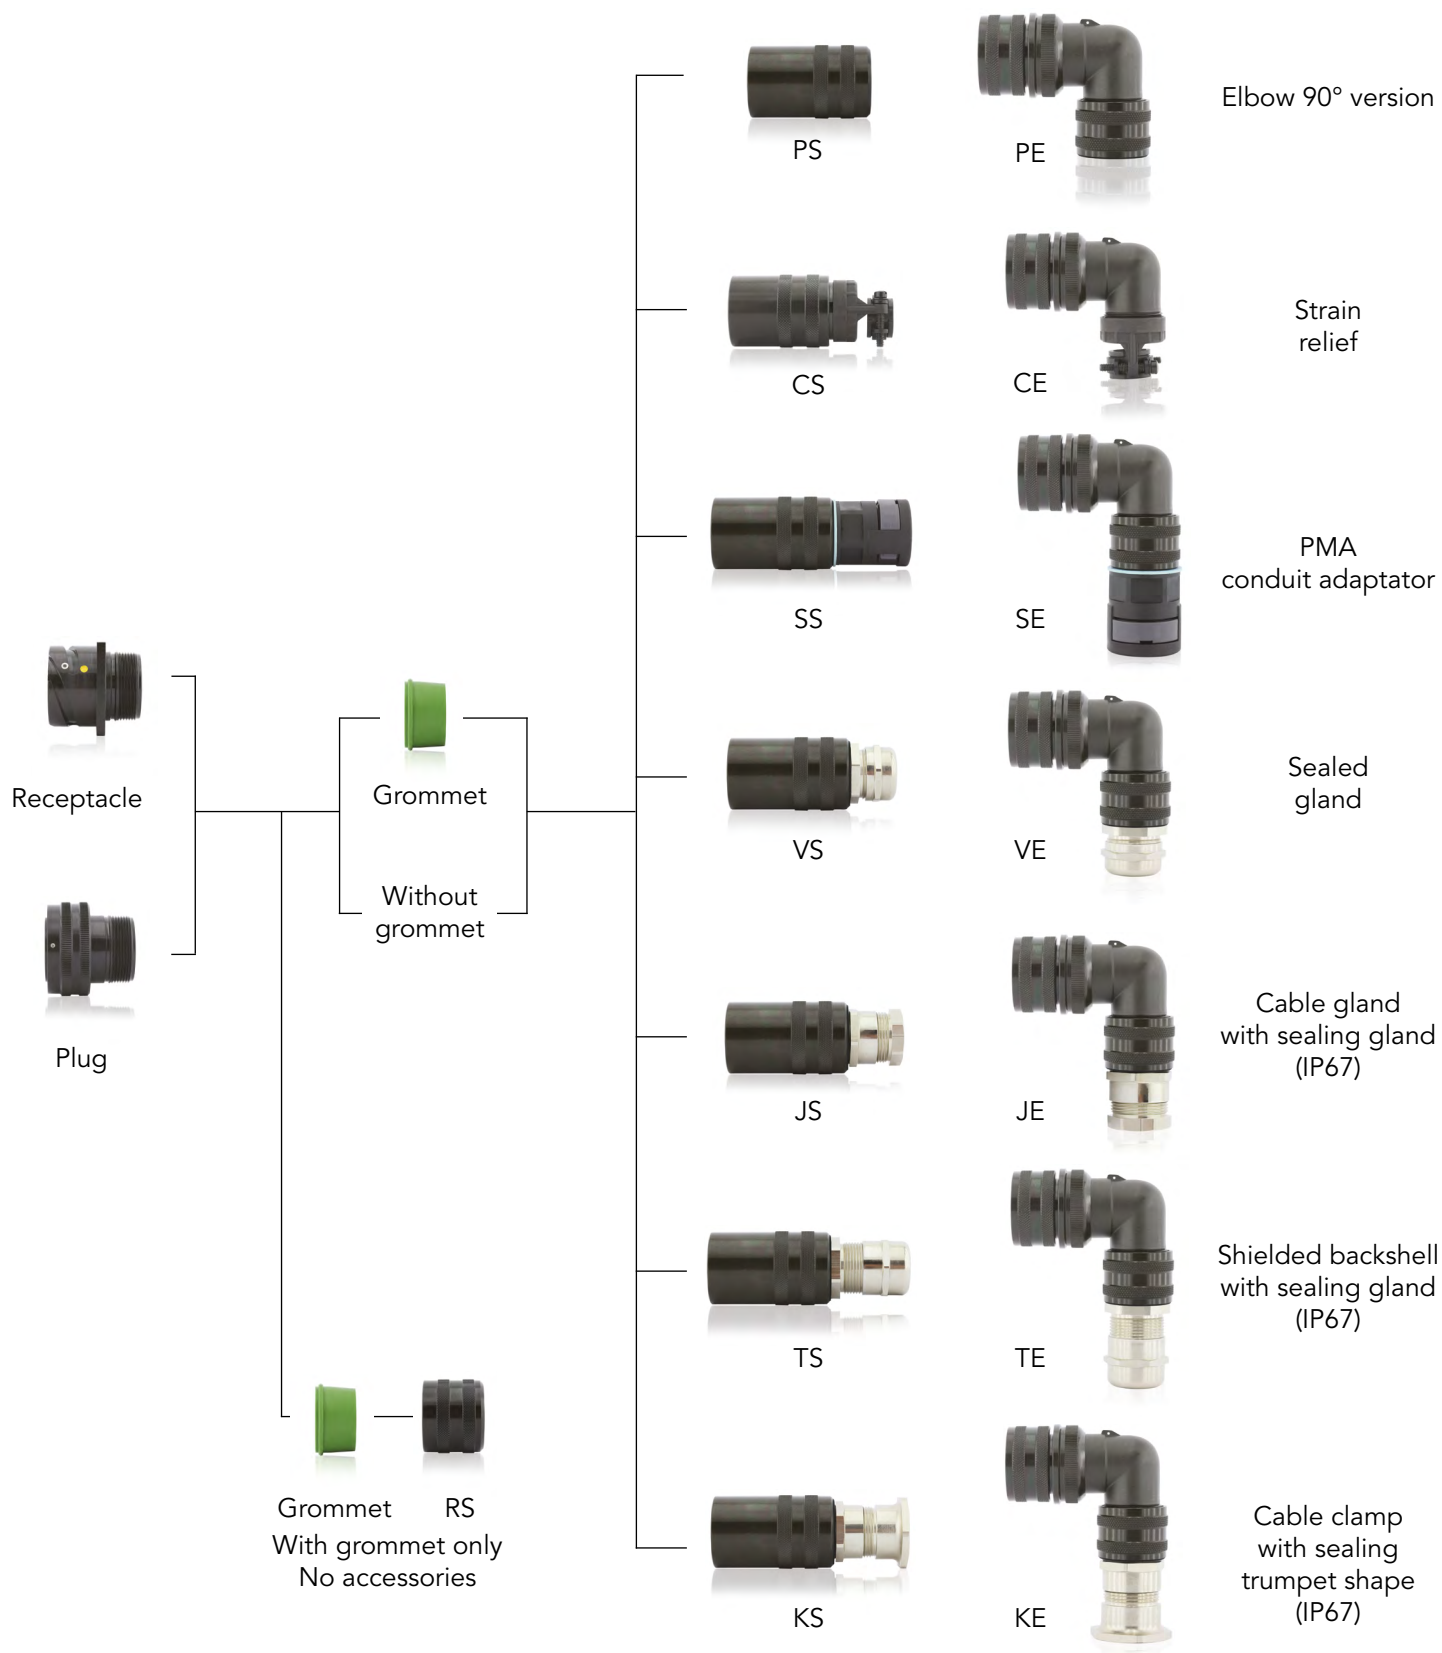 PS
PE
Elbow 90° version
CS
CE
Strain
relief
SS
SE
PMA
conduit adaptator
Receptacle
Grommet
Without
grommet
Plug
VS
VE
Sealed
gland
JS
JE
Cable gland
with sealing gland
(IP67)
TS
TE
Shielded backshell
with sealing gland
(IP67)
Grommet
RS
With grommet only
No accessories
KS
KE
Cable clamp
with sealing
trumpet shape
(IP67)